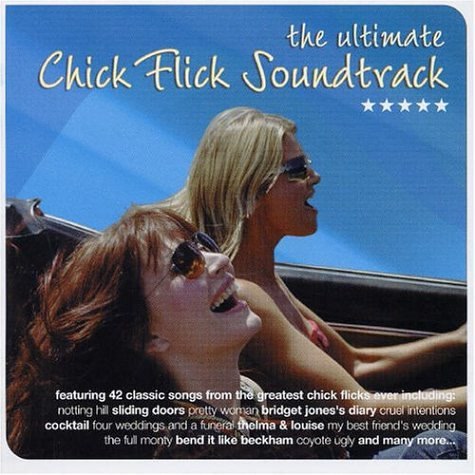 the ultimate
Chick Flick Soundtrack
featuring 42 classic songs from the greatest chick flicks ever including:
notting hill sliding doors pretty woman bridget jones's diary cruel intentions
cocktail four weddings and a funeral thelma & louise my best friend's wedding
the full monty bend it like beckham coyote ugly and many more...